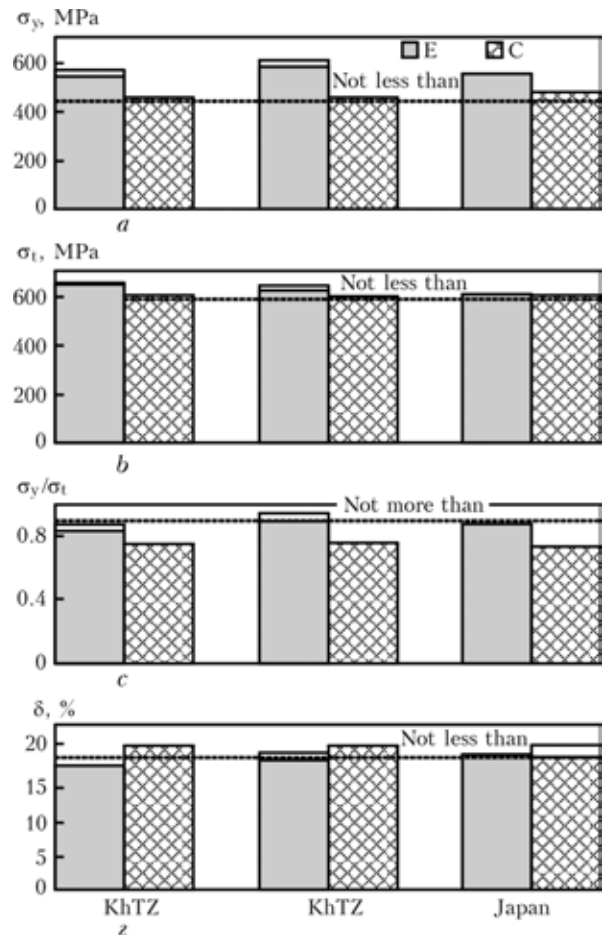 σy, MPa
E C
600
Not less than
400
200
0
a
σt, MPa
Not less than
600
400
200
0
b
σy/σt
Not more than
0.8
0.4
0
c
δ, %
20
Not less than
15
10
5
0
KhTZ KhTZ Japan
г